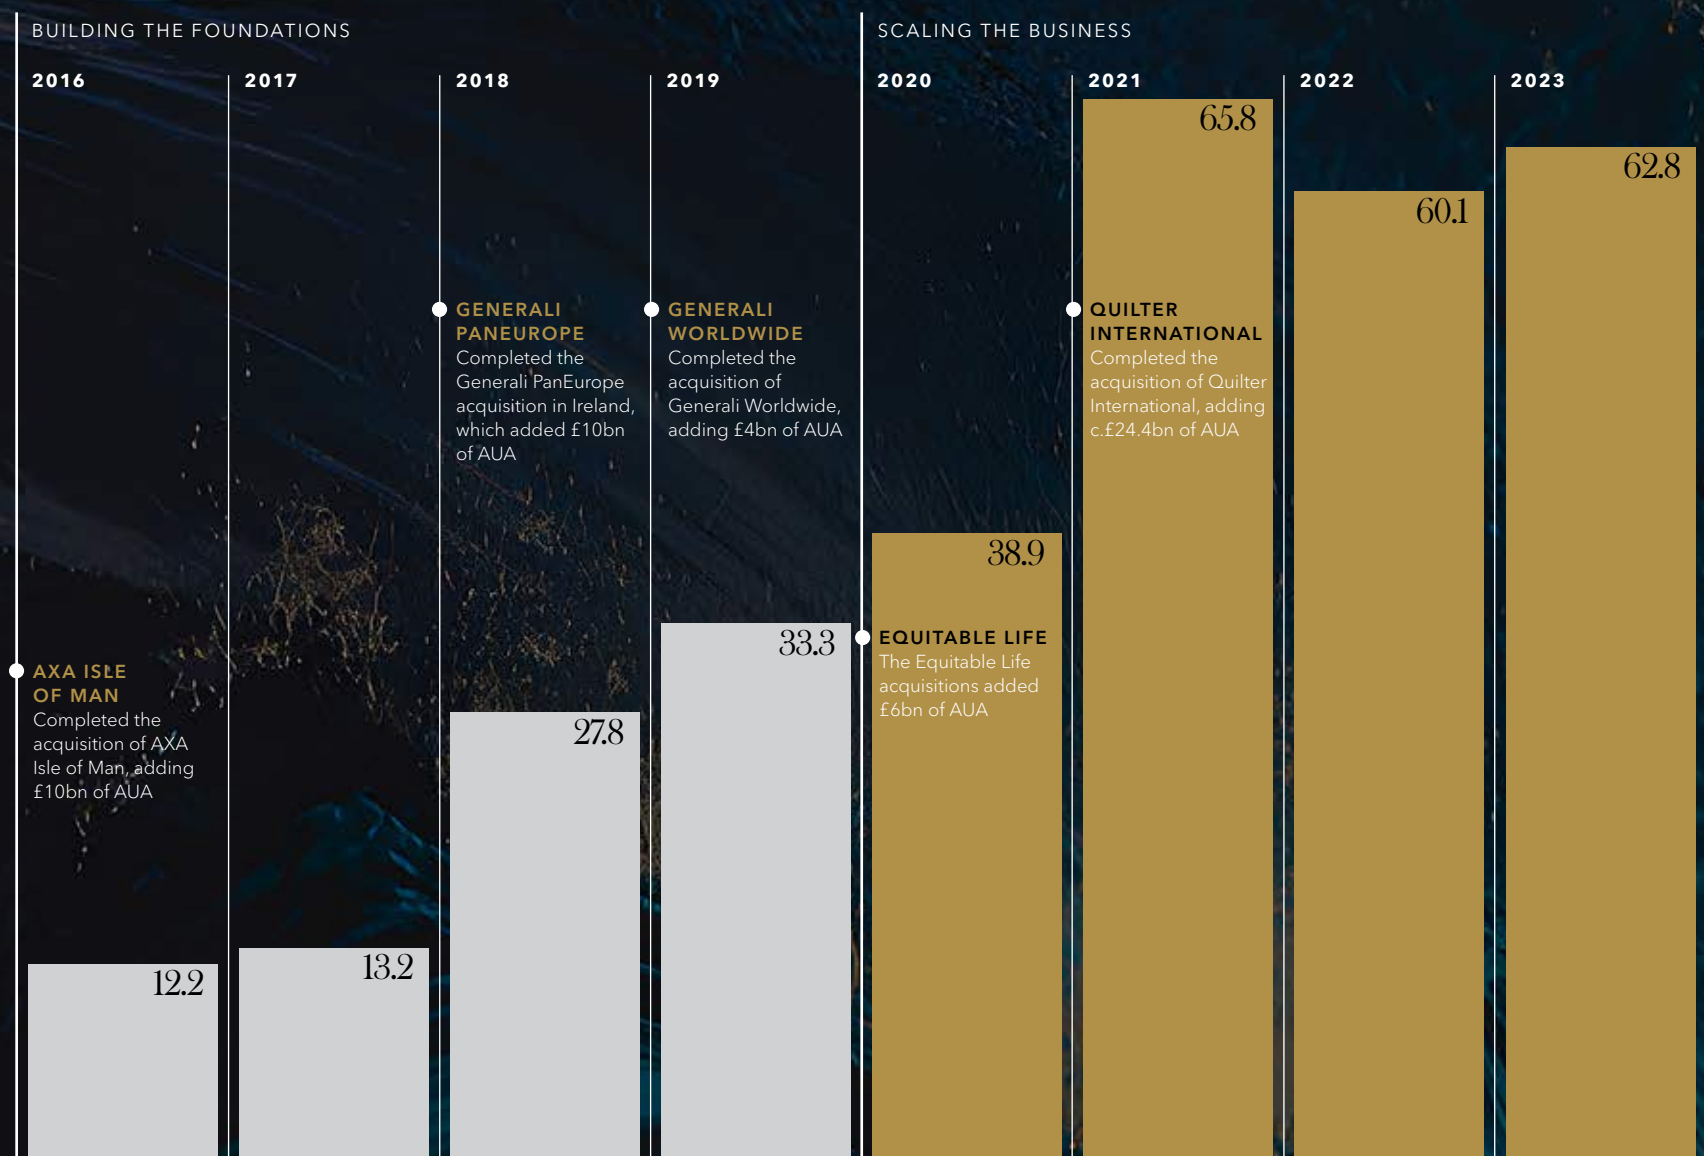 BUILDING THE FOUNDATIONS
SCALING THE BUSINESS
2016
2017
2018
2019
2020
2021
2022
2023
AXA ISLE
OF MAN
Completed the
acquisition of AXA
Isle of Man, adding
£10bn of AUA
12.2
13.2
GENERALI
PANEUROPE
Completed the
Generali PanEurope
acquisition in Ireland,
which added £10bn
of AUA
27.8
GENERALI
WORLDWIDE
Completed the
acquisition of
Generali Worldwide,
adding £4bn of AUA
33.3
38.9
EQUITABLE LIFE
The Equitable Life
acquisitions added
£6bn of AUA
65.8
QUILTER
INTERNATIONAL
Completed the
acquisition of Quilter
International, adding
c.£24.4bn of AUA
60.1
62.8